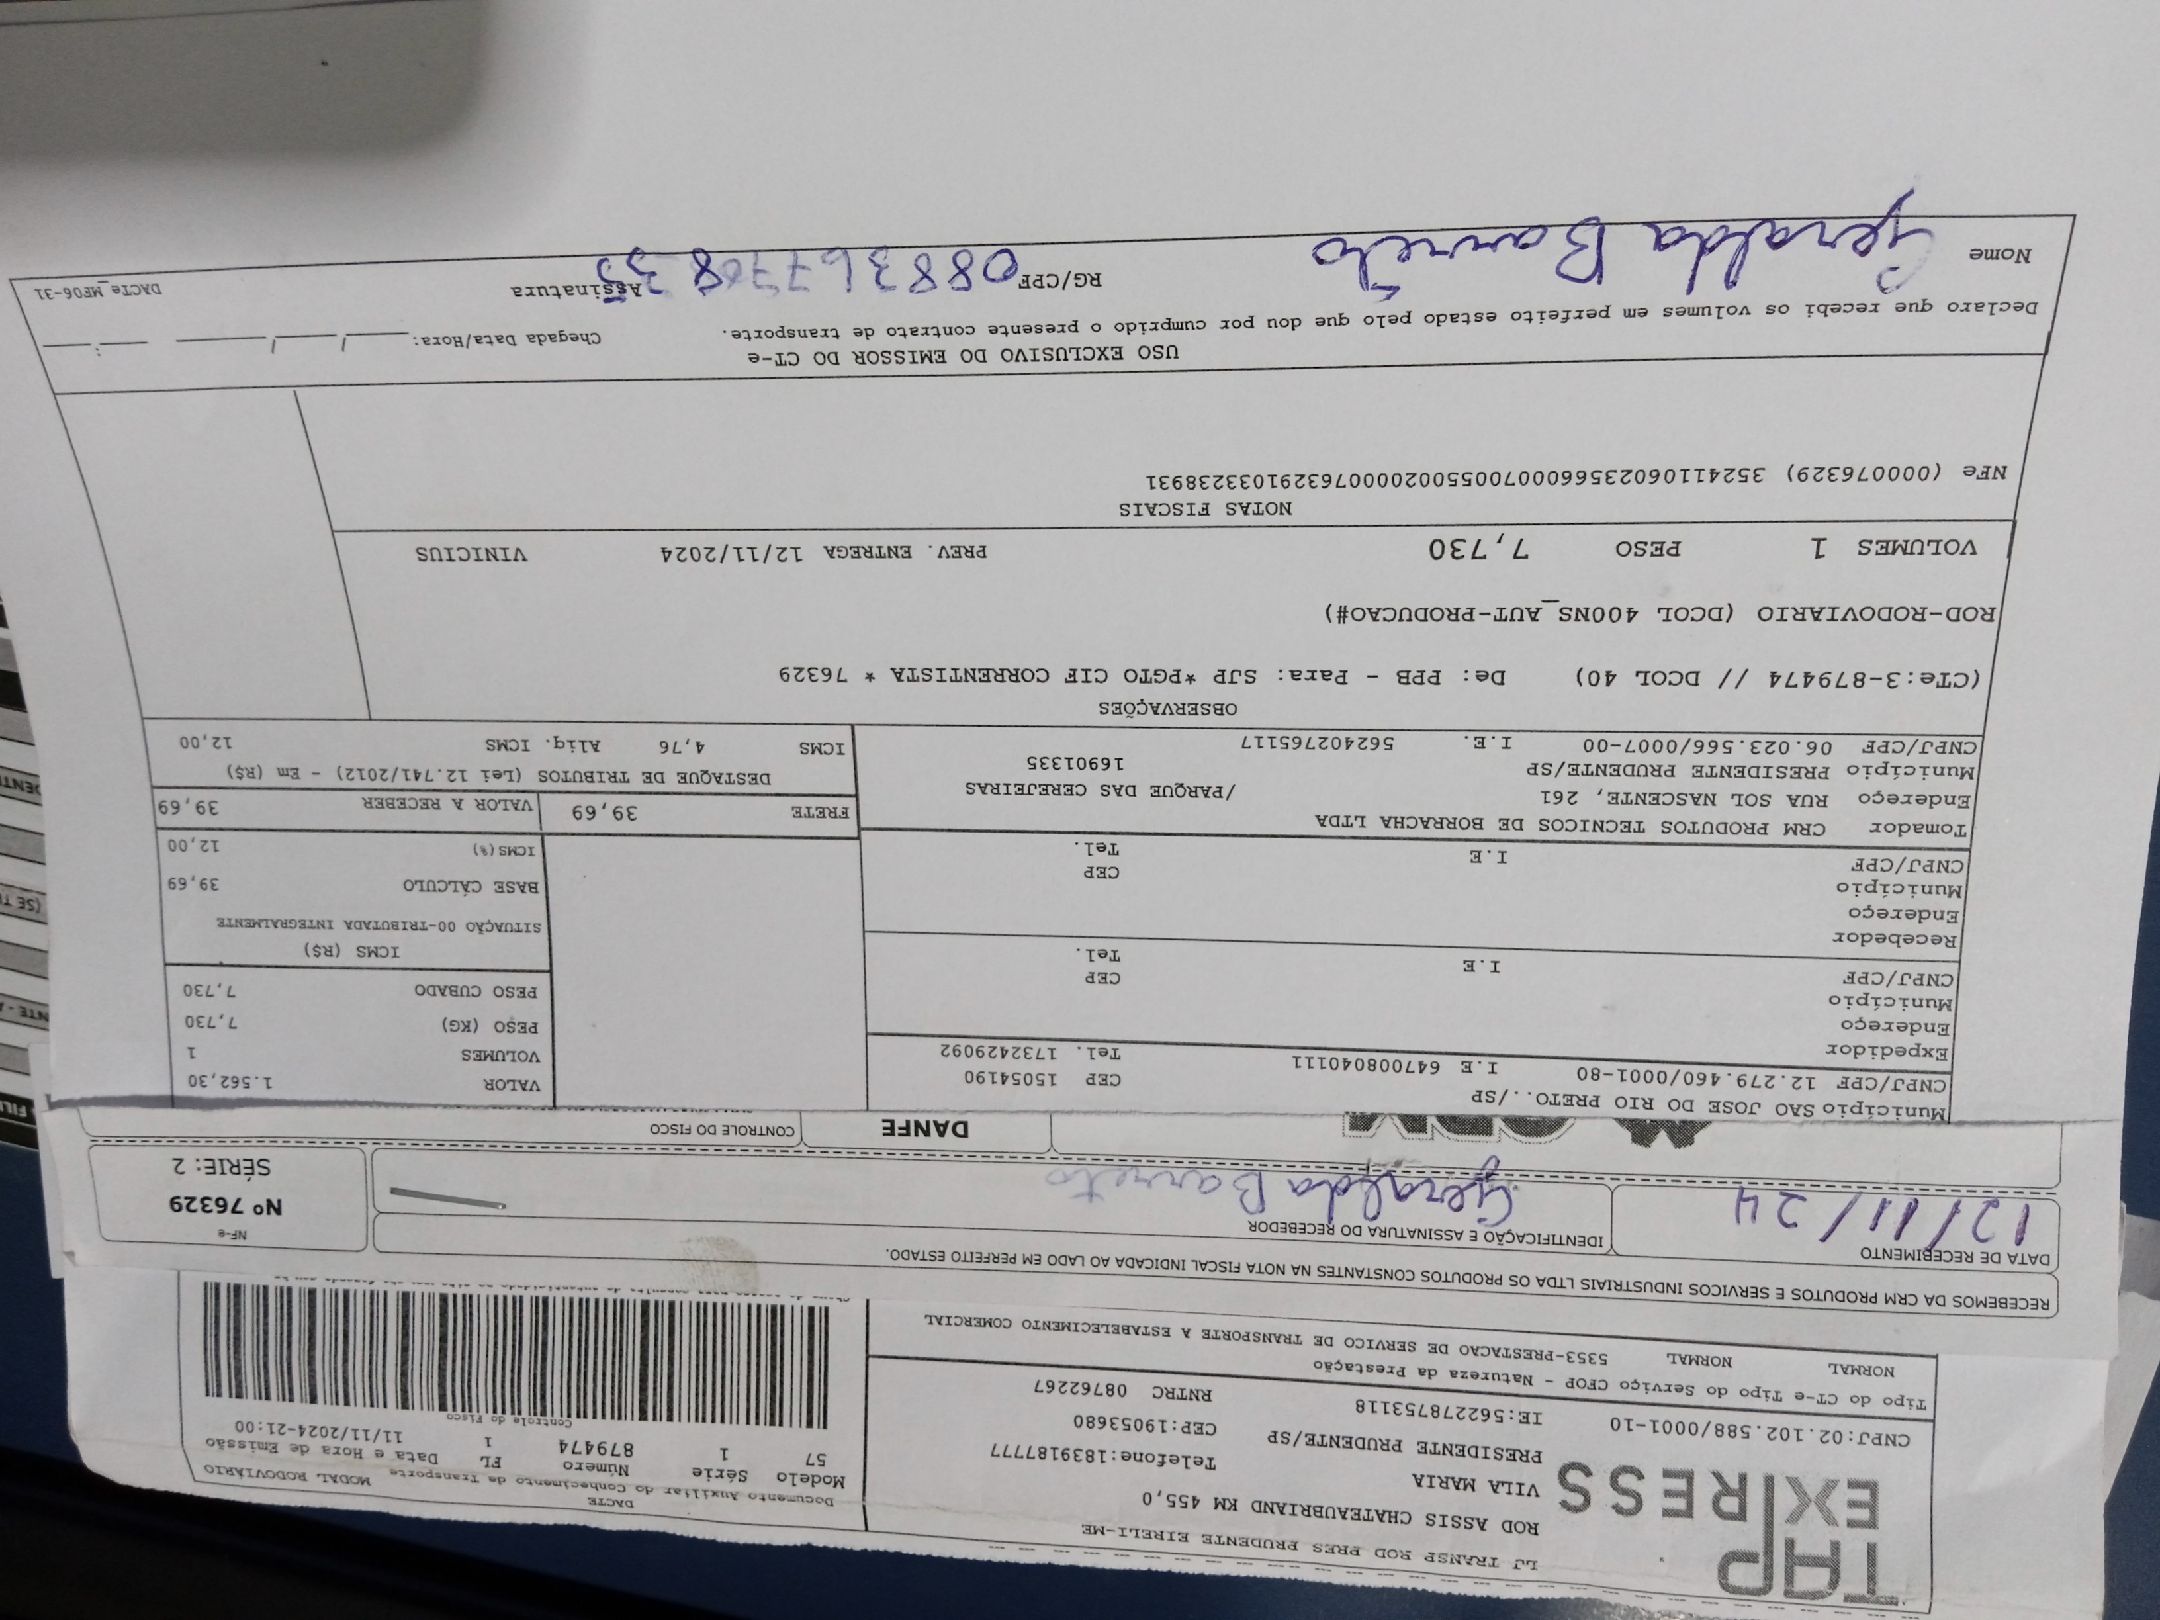 LJ TRANSP ROD PRES PRUDENTE EIRELI-ME
TAP EXPRESS
ROD ASSIS CHATEAUBRIAND KM 455,0
VILA MARIA Telefone:1839187777
PRESIDENTE PRUDENTE/SP CEP:19053680
CNPJ:02.102.588/0001-10 IE:562278753118 RNTRC 08762267
Tipo do CT-e Tipo do Serviço CFOP - Natureza da Prestação
NORMAL NORMAL 5353-PRESTACAO DE SERVICO DE TRANSPORTE A ESTABELECIMENTO COMERCIAL
DACTE
Documento Auxiliar do Conhecimento de Transporte MODAL RODOVIÁRIO
Modelo Série Número FL Data e Hora de Emissão
57 1 879474 1 11/11/2024-21:00
Controle do Fisco
RECEBEMOS DA CRM PRODUTOS E SERVICOS INDUSTRIAIS LTDA OS PRODUTOS CONSTANTES NA NOTA FISCAL INDICADA AO LADO EM PERFEITO ESTADO.
DATA DE RECEBIMENTO IDENTIFICAÇÃO E ASSINATURA DO RECEBEDOR
12/11/24 Geralda Barreto
NF-e
Nº 76329
SÉRIE: 2
DANFE CONTROLE DO FISCO
Município SAO JOSE DO RIO PRETO../SP CEP 15054190
CNPJ/CPF 12.279.460/0001-80 I.E 647008040111 Tel. 1732429092
Expedidor
Endereço
Município CEP
CNPJ/CPF I.E Tel.
Recebedor
Endereço
Município CEP
CNPJ/CPF I.E Tel.
Tomador CRM PRODUTOS TECNICOS DE BORRACHA LTDA
Endereço RUA SOL NASCENTE, 261 /PARQUE DAS CEREJEIRAS
Município PRESIDENTE PRUDENTE/SP 16901335
CNPJ/CPF 06.023.566/0007-00 I.E. 562402765117
VALOR 1.562,30
VOLUMES 1
PESO (KG) 7,730
PESO CUBADO 7,730
ICMS (R$)
SITUAÇÃO 00-TRIBUTADA INTEGRALMENTE
BASE CÁLCULO 39,69
ICMS(%) 12,00
FRETE 39,69 VALOR A RECEBER 39,69
DESTAQUE DE TRIBUTOS (Lei 12.741/2012) - Em (R$)
ICMS 4,76 Aliq. ICMS 12,00
OBSERVAÇÕES
(CTe:3-879474 // DCOL 40) De: PPB - Para: SJP *PGTO CIF CORRENTISTA * 76329
ROD-RODOVIARIO (DCOL 400NS_AUT-PRODUCAO#)
VOLUMES 1 PESO 7,730 PREV. ENTREGA 12/11/2024 VINICIUS
NOTAS FISCAIS
NFe (000076329) 35241106023566000700550020000763291033238931
USO EXCLUSIVO DO EMISSOR DO CT-e
Declaro que recebi os volumes em perfeito estado pelo que dou por cumprido o presente contrato de transporte. Chegada Data/Hora: ___/___/___ ___:___
Nome Geralda Barreto RG/CPF Assinatura
DACTe_MF06-31